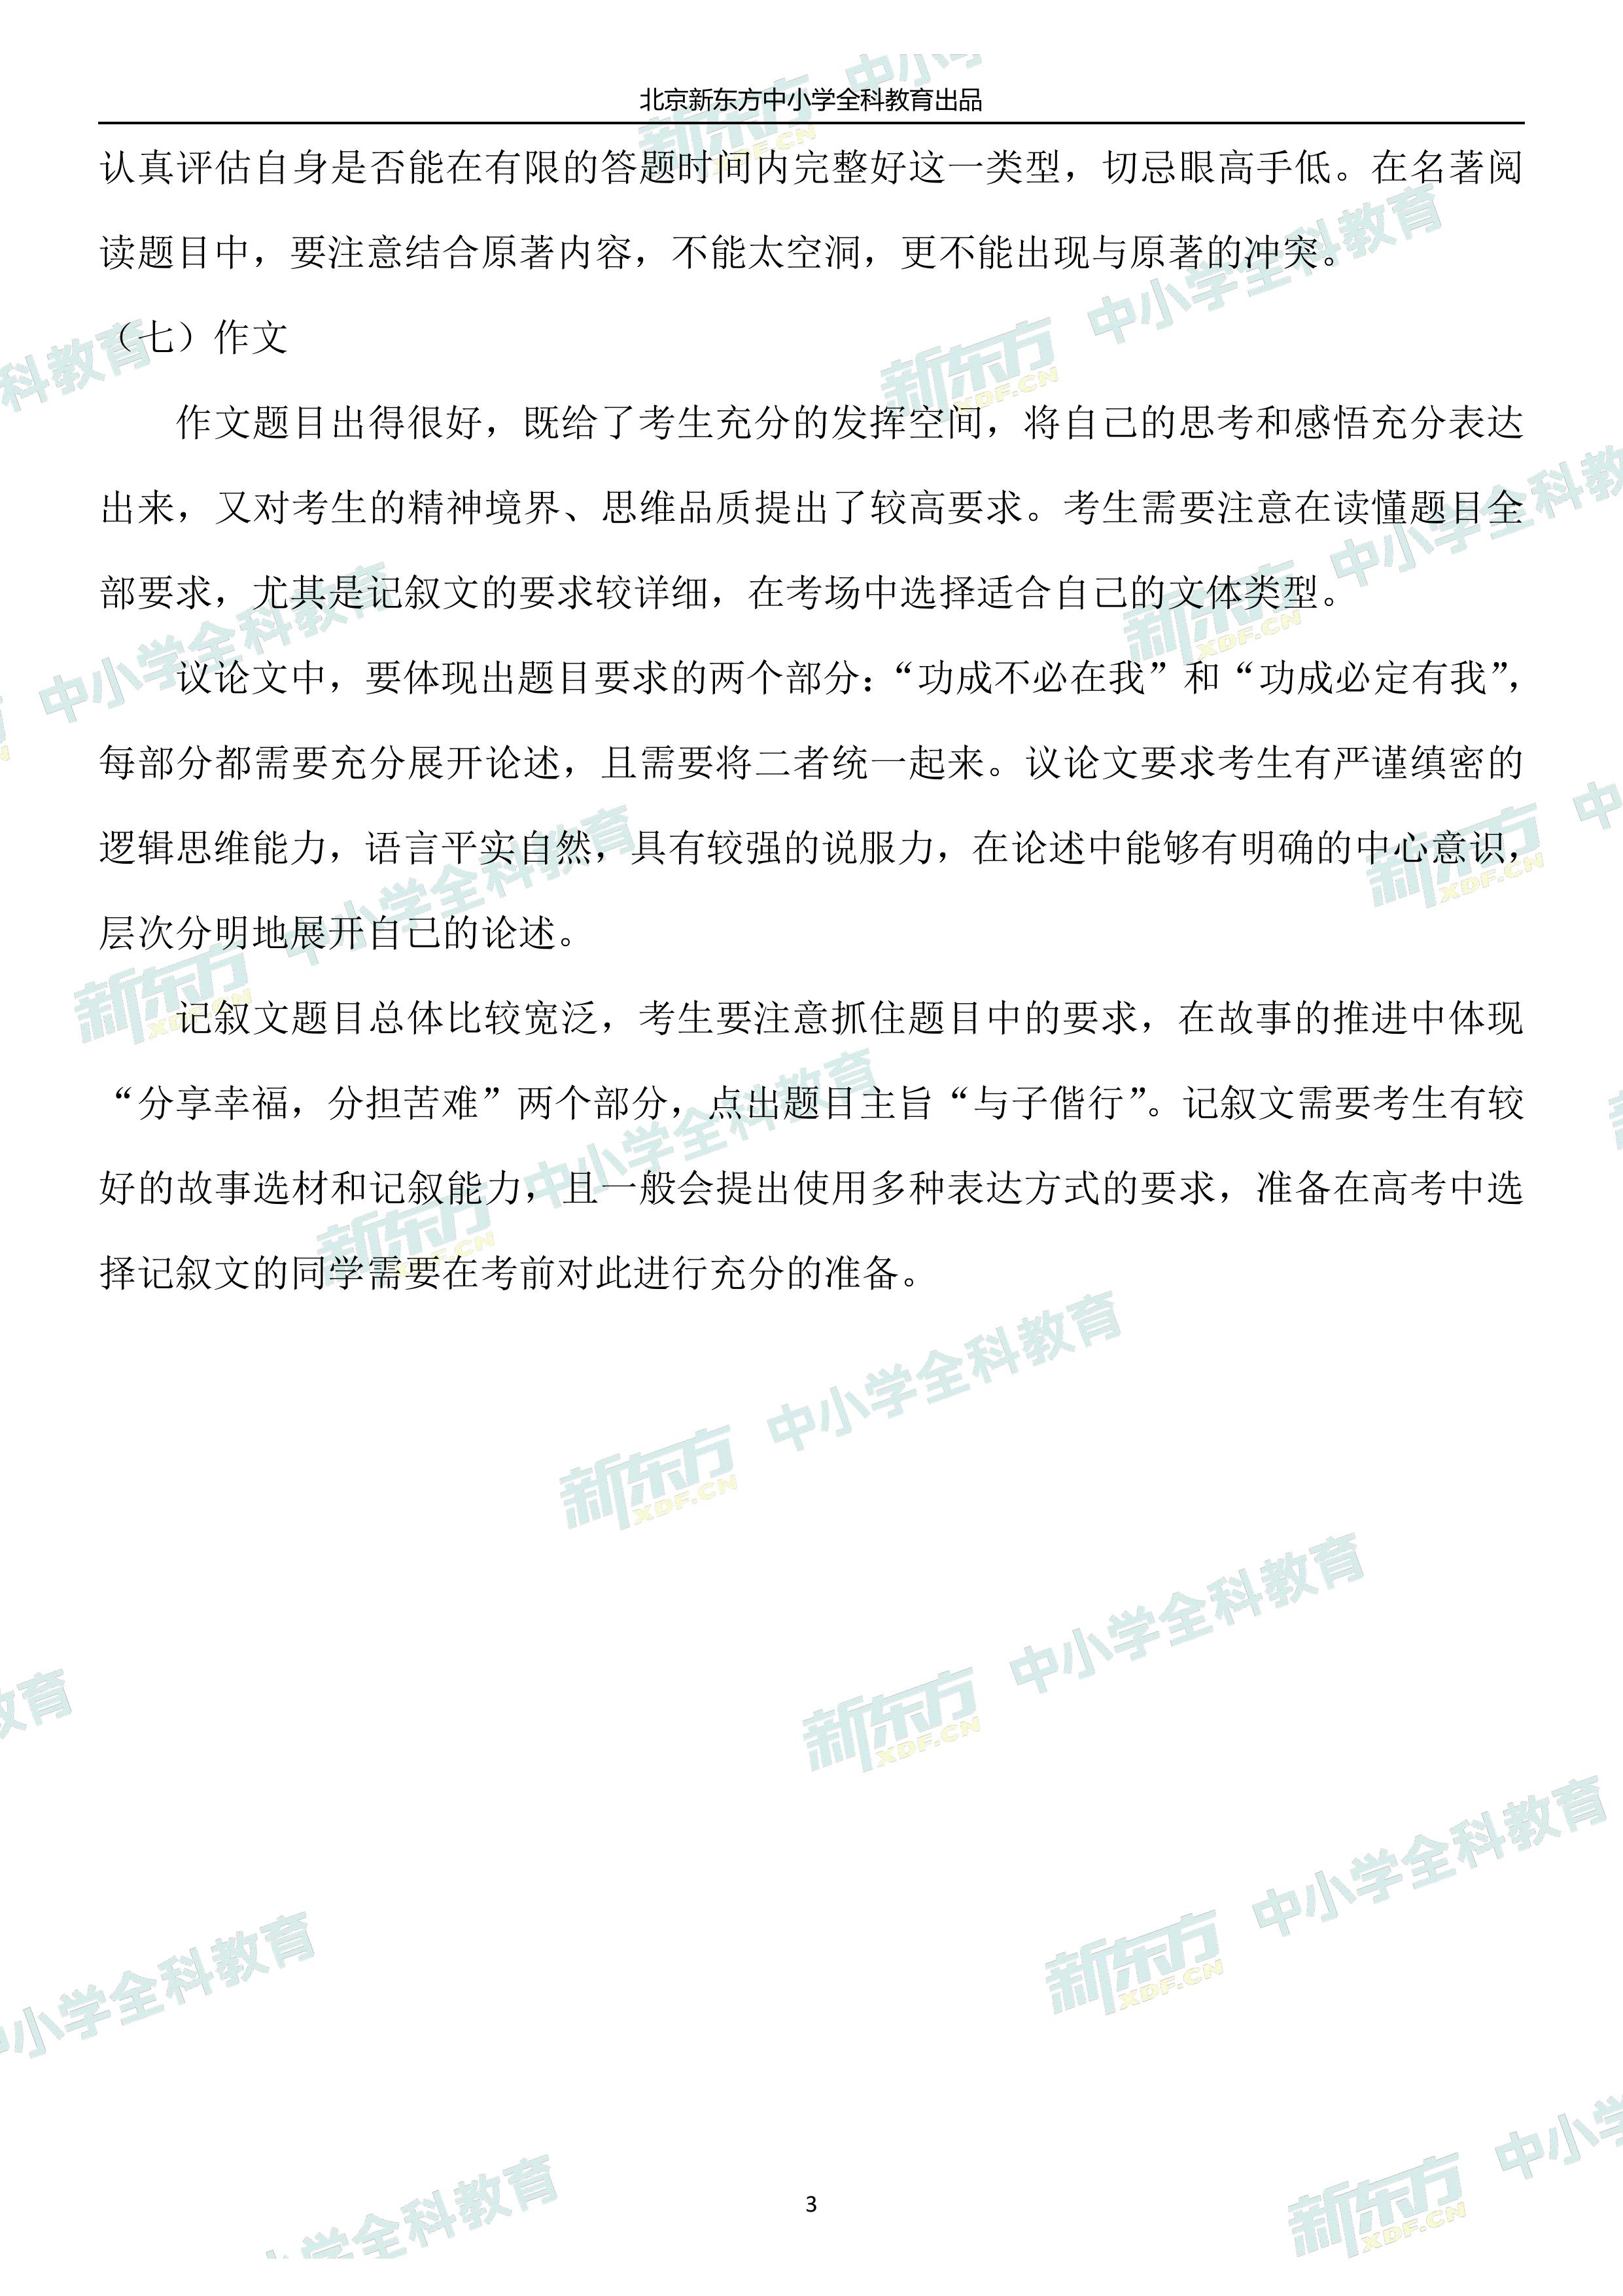 北京新东方中小学全科教育出品
认真评估自身是否能在有限的答题时间内完整好这一类型，切忌眼高手低。在名著阅
读题目中，要注意结合原著内容，不能太空洞，更不能出现与原著的冲突。
（七）作文
作文题目出得很好，既给了考生充分的发挥空间，将自己的思考和感悟充分表达
出来，又对考生的精神境界、思维品质提出了较高要求。考生需要注意在读懂题目全
部要求，尤其是记叙文的要求较详细，在考场中选择适合自己的文体类型。
议论文中，要体现出题目要求的两个部分：“功成不必在我”和“功成必定有我”，
每部分都需要充分展开论述，且需要将二者统一起来。议论文要求考生有严谨缜密的
逻辑思维能力，语言平实自然，具有较强的说服力，在论述中能够有明确的中心意识，
层次分明地展开自己的论述。
记叙文题目总体比较宽泛，考生要注意抓住题目中的要求，在故事的推进中体现
“分享幸福，分担苦难”两个部分，点出题目主旨“与子偕行”。记叙文需要考生有较
好的故事选材和记叙能力，且一般会提出使用多种表达方式的要求，准备在高考中选
择记叙文的同学需要在考前对此进行充分的准备。
新东方 XDF.CN 中小学全科教育
3